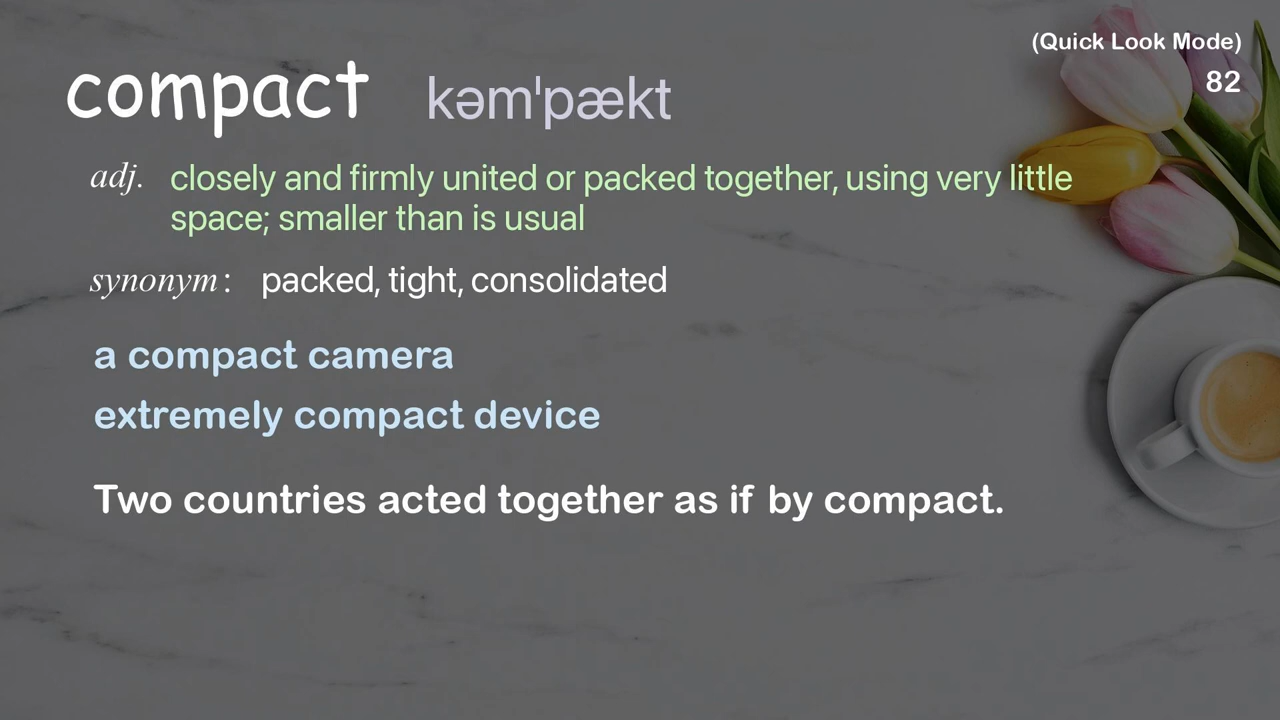 (Quick Look Mode)
82
compact kəmˈpækt
adj. closely and firmly united or packed together, using very little
space; smaller than is usual
synonym: packed, tight, consolidated
a compact camera
extremely compact device
Two countries acted together as if by compact.